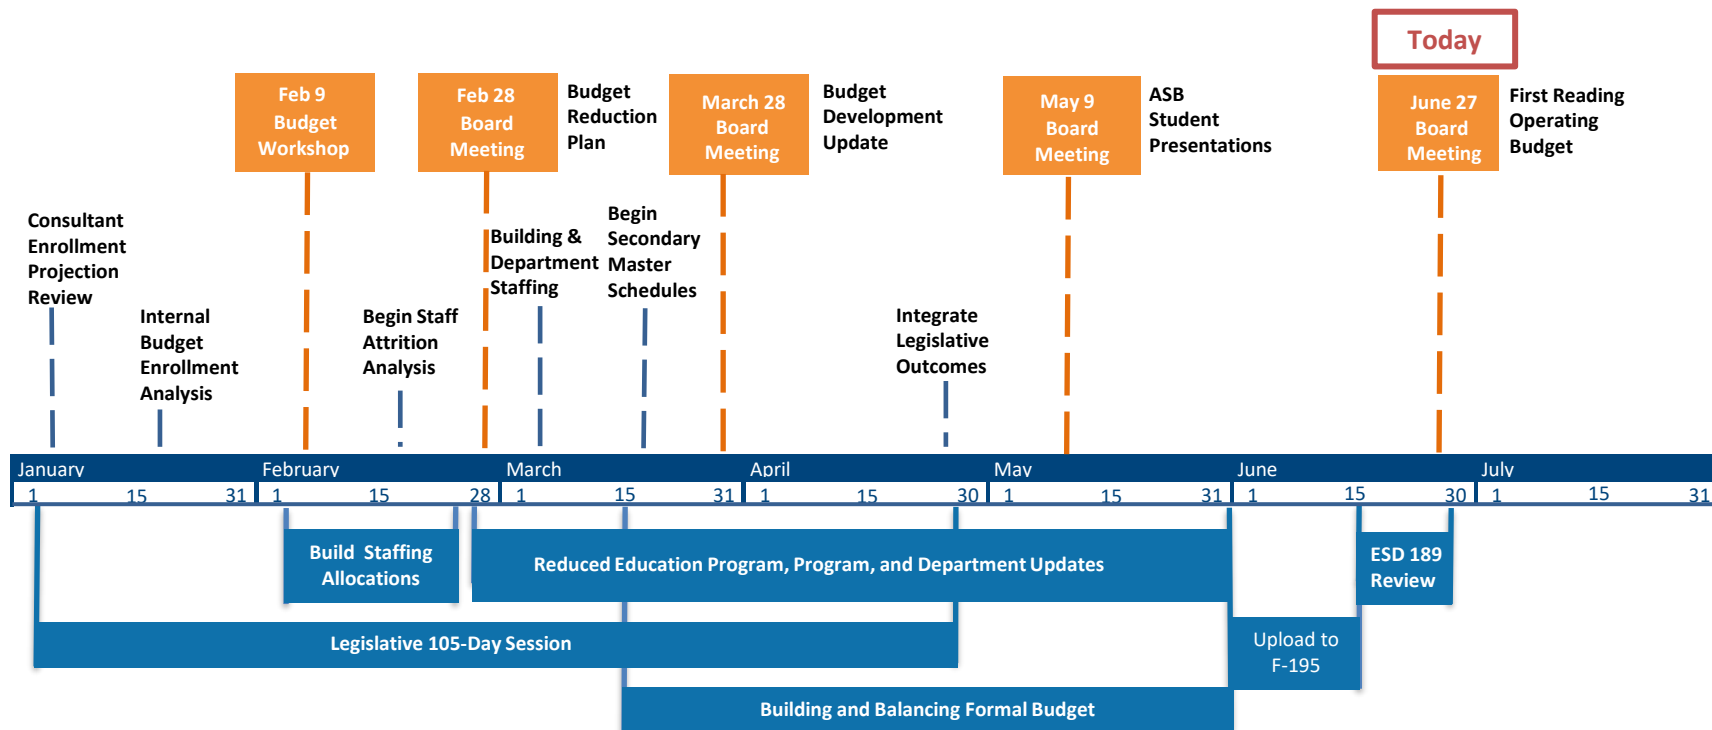 Today
Feb 9
Budget
Workshop
Feb 28
Board
Meeting
Budget
Reduction
Plan
March 28
Board
Meeting
Budget
Development
Update
May 9
Board
Meeting
ASB
Student
Presentations
June 27
Board
Meeting
First Reading
Operating
Budget
Consultant
Enrollment
Projection
Review
Internal
Budget
Enrollment
Analysis
Begin Staff
Attrition
Analysis
Building &
Department
Staffing
Begin
Secondary
Master
Schedules
Integrate
Legislative
Outcomes
January February March April May June July
1 15 31 1 15 28 1 15 31 1 15 30 1 15 31 1 15 30 1 15 31
Build Staffing
Allocations
Reduced Education Program, Program, and Department Updates
ESD 189
Review
Legislative 105-Day Session
Upload to
F-195
Building and Balancing Formal Budget